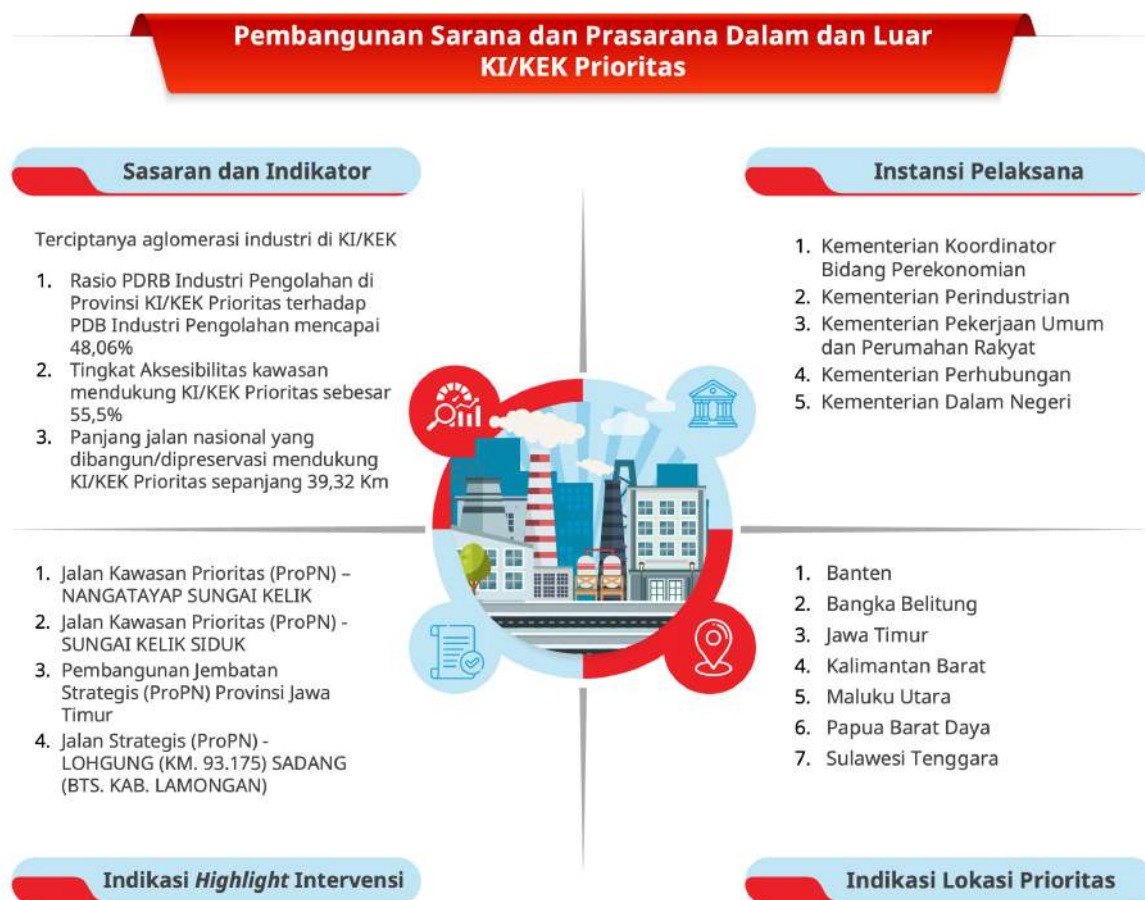 Pembangunan Sarana dan Prasarana Dalam dan Luar
KI/KEK Prioritas
Sasaran dan Indikator
Terciptanya aglomerasi industri di KI/KEK
1. Rasio PDRB Industri Pengolahan di
Provinsi KI/KEK Prioritas terhadap
PDB Industri Pengolahan mencapai
48,06%
2. Tingkat Aksesibilitas kawasan
mendukung KI/KEK Prioritas sebesar
55,5%
3. Panjang jalan nasional yang
dibangun/dipreservasi mendukung
KI/KEK Prioritas sepanjang 39,32 Km
Instansi Pelaksana
1. Kementerian Koordinator
Bidang Perekonomian
2. Kementerian Perindustrian
3. Kementerian Pekerjaan Umum
dan Perumahan Rakyat
4. Kementerian Perhubungan
5. Kementerian Dalam Negeri
1. Jalan Kawasan Prioritas (ProPN) –
NANGATAYAP SUNGAI KELIK
2. Jalan Kawasan Prioritas (ProPN) -
SUNGAI KELIK SIDUK
3. Pembangunan Jembatan
Strategis (ProPN) Provinsi Jawa
Timur
4. Jalan Strategis (ProPN) -
LOHGUNG (KM. 93.175) SADANG
(BTS. KAB. LAMONGAN)
Indikasi Highlight Intervensi
1. Banten
2. Bangka Belitung
3. Jawa Timur
4. Kalimantan Barat
5. Maluku Utara
6. Papua Barat Daya
7. Sulawesi Tenggara
Indikasi Lokasi Prioritas